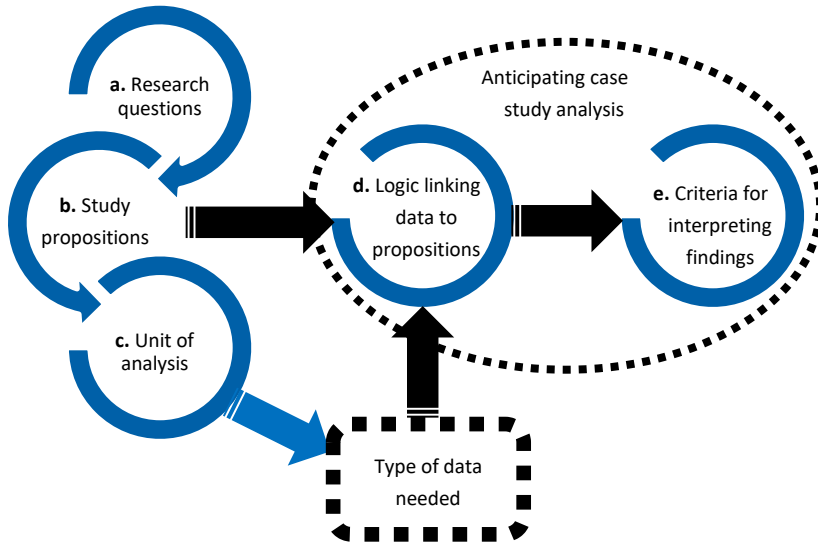 a. Research
questions
b. Study
propositions
c. Unit of
analysis
Anticipating case
study analysis
d. Logic linking
data to
propositions
e. Criteria for
interpreting
findings
Type of data
needed